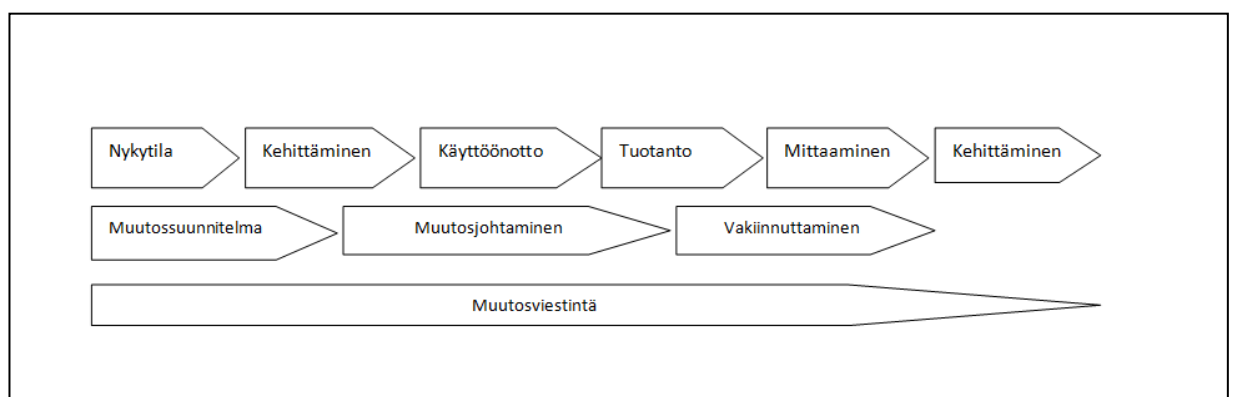 Nykytila Kehittäminen Käyttöönotto Tuotanto Mittaaminen Kehittäminen
Muutossuunnitelma Muutosjohtaminen Vakiinnuttaminen
Muutosviestintä